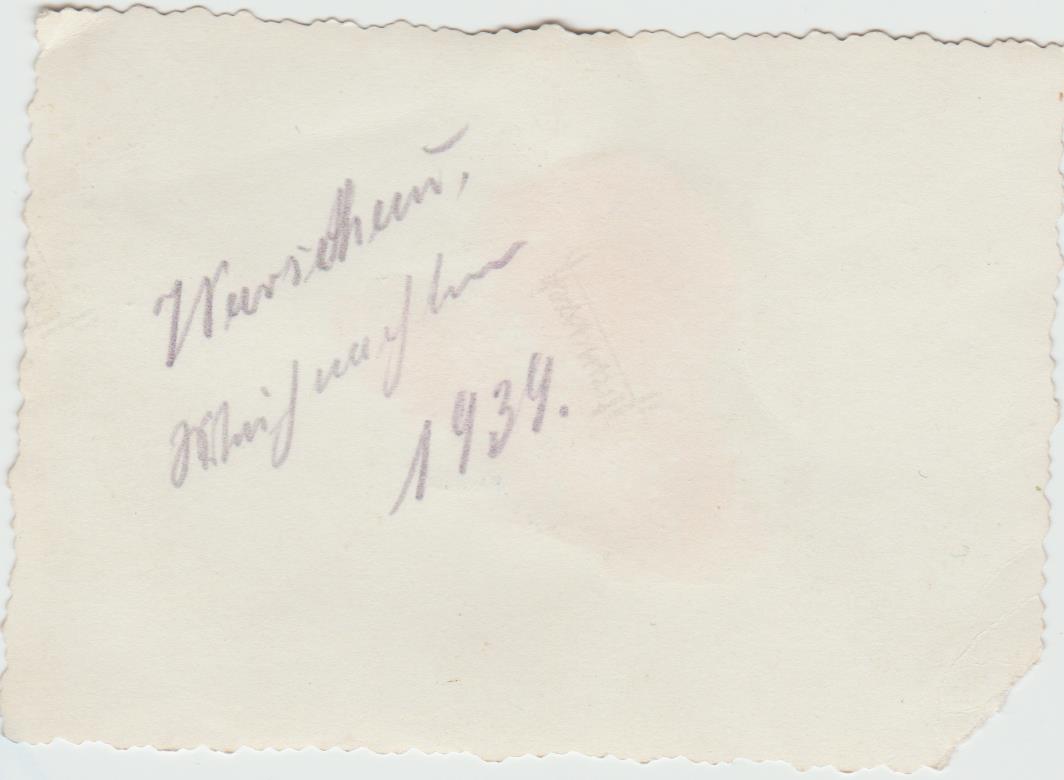 Warschau,
Weihnachten
1939.